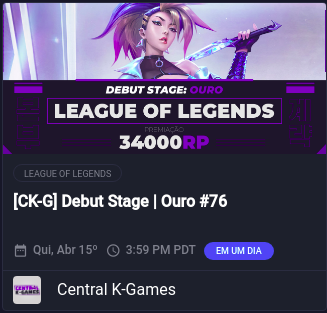 DEBUT STAGE: OURO
LEAGUE OF LEGENDS
PREMIAÇÃO
34000RP
LEAGUE OF LEGENDS
[CK-G] Debut Stage | Ouro #76
Qui, Abr 15º 3:59 PM PDT EM UM DIA
CENTRAL
K-GAMES
Central K-Games